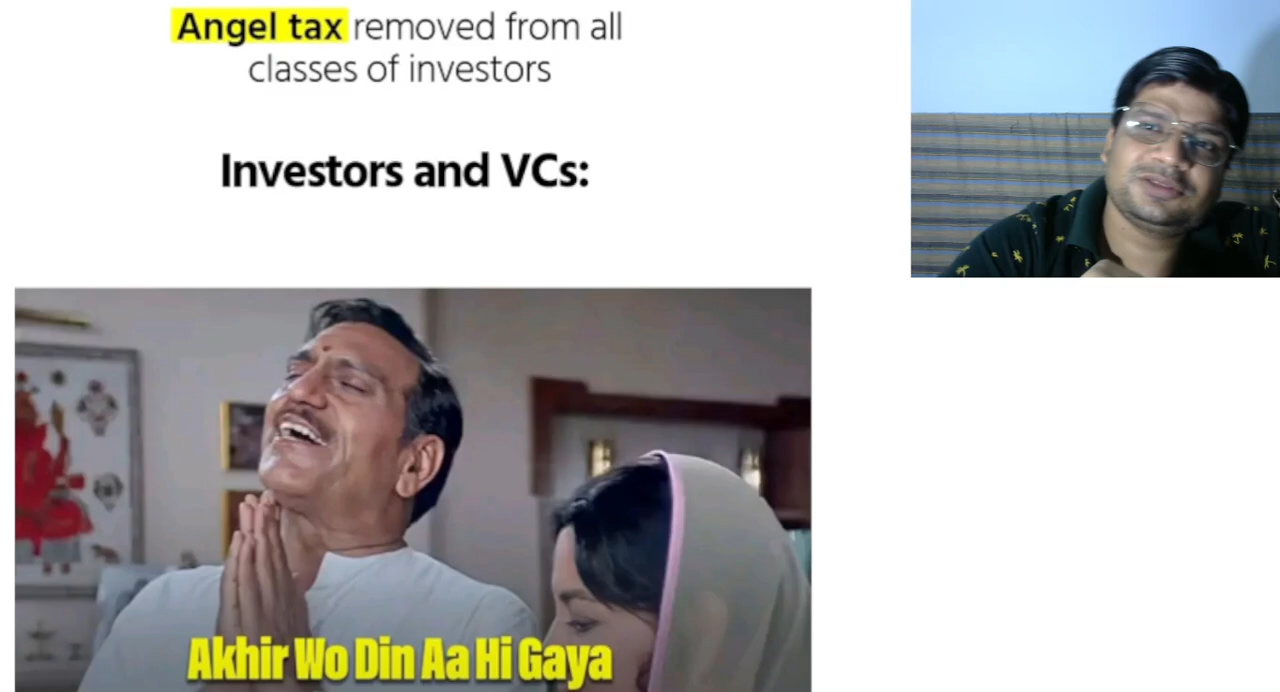 Angel tax removed from all
classes of investors
Investors and VCs:
Akhir Wo Din Aa Hi Gaya